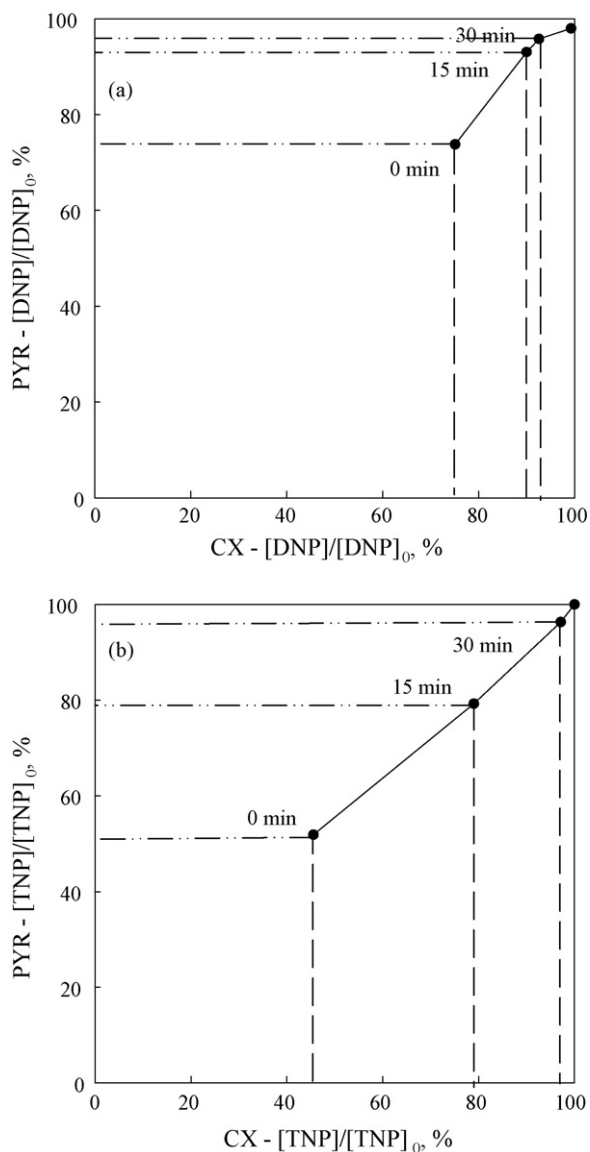 100
80
60
40
20
0
PYR - [DNP]/[DNP]₀, %
(a)
30 min
15 min
0 min
0 20 40 60 80 100
CX - [DNP]/[DNP]₀, %
100
80
60
40
20
0
PYR - [TNP]/[TNP]₀, %
(b)
30 min
15 min
0 min
0 20 40 60 80 100
CX - [TNP]/[TNP]₀, %